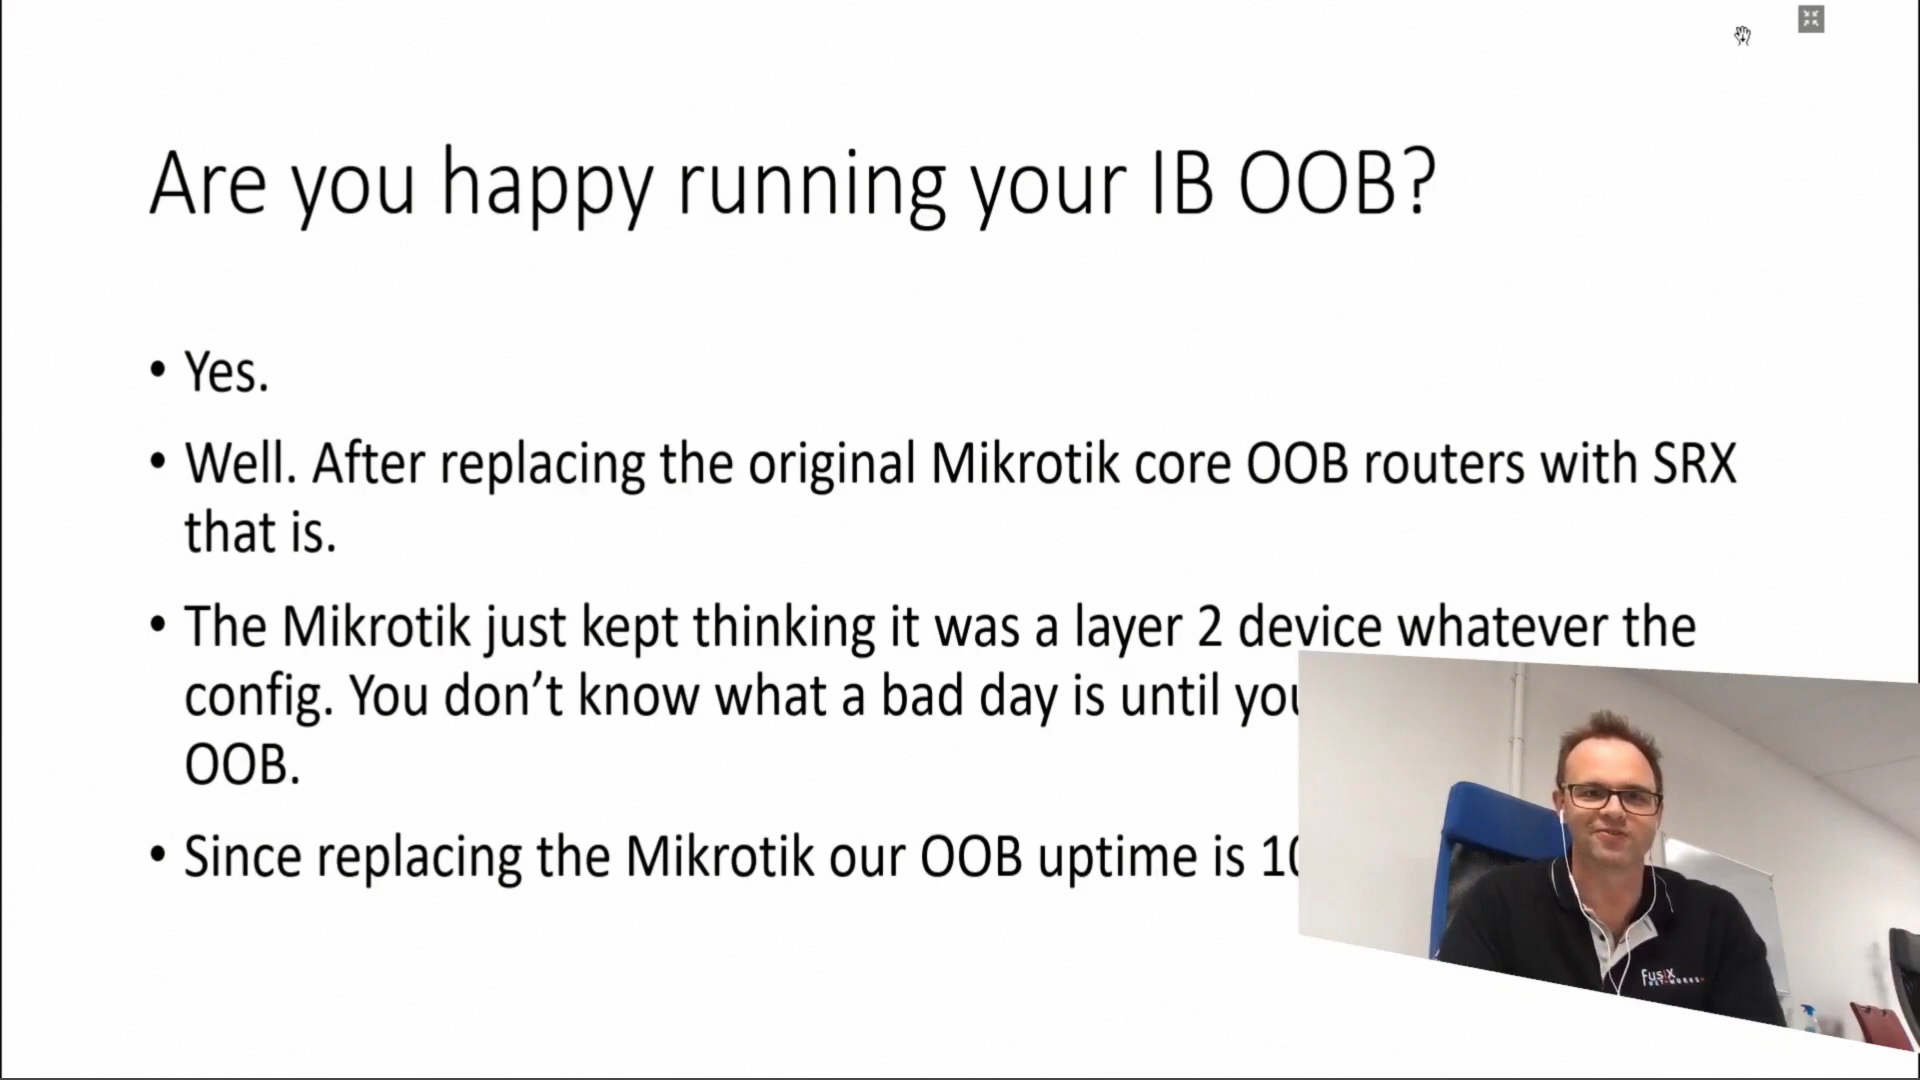 Are you happy running your IB OOB?
• Yes.
• Well. After replacing the original Mikrotik core OOB routers with SRX
that is.
• The Mikrotik just kept thinking it was a layer 2 device whatever the
config. You don’t know what a bad day is until
OOB.
• Since replacing the Mikrotik our OOB uptime is
fusix
NETWORKS